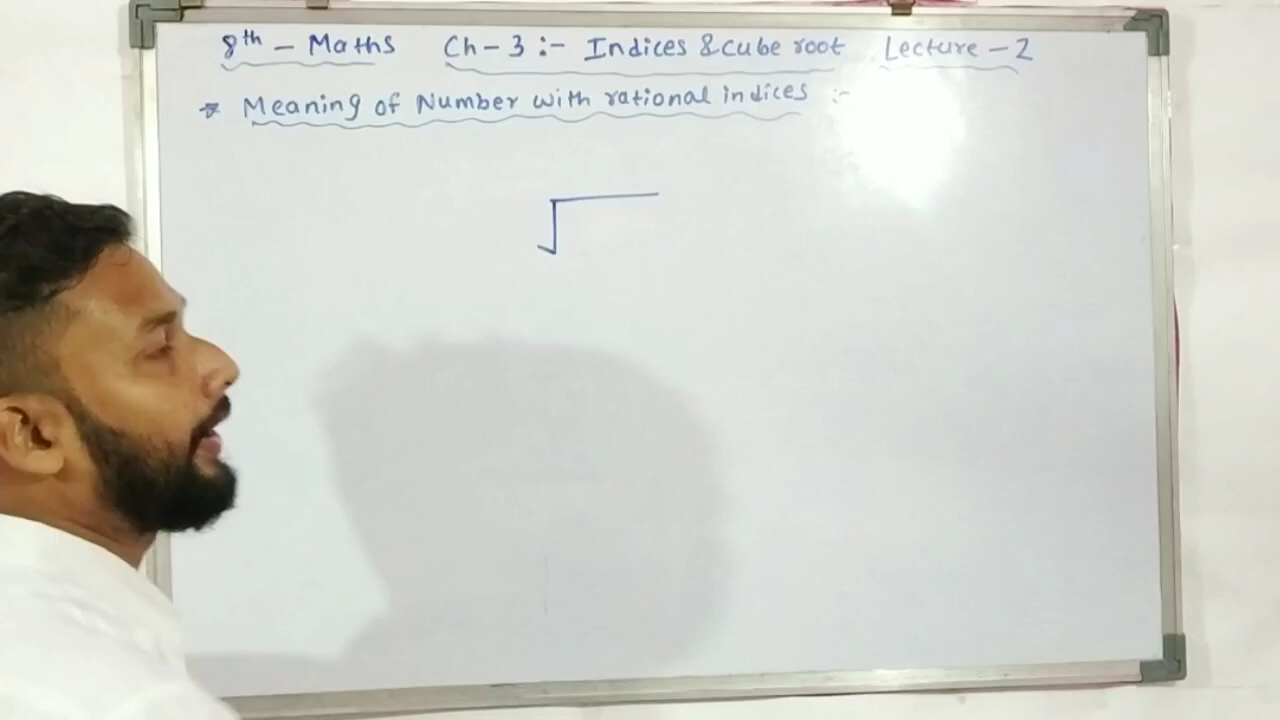 8th - Maths Ch-3 :- Indices & cube root Lecture - 2
* Meaning of Number with rational indices :-
√